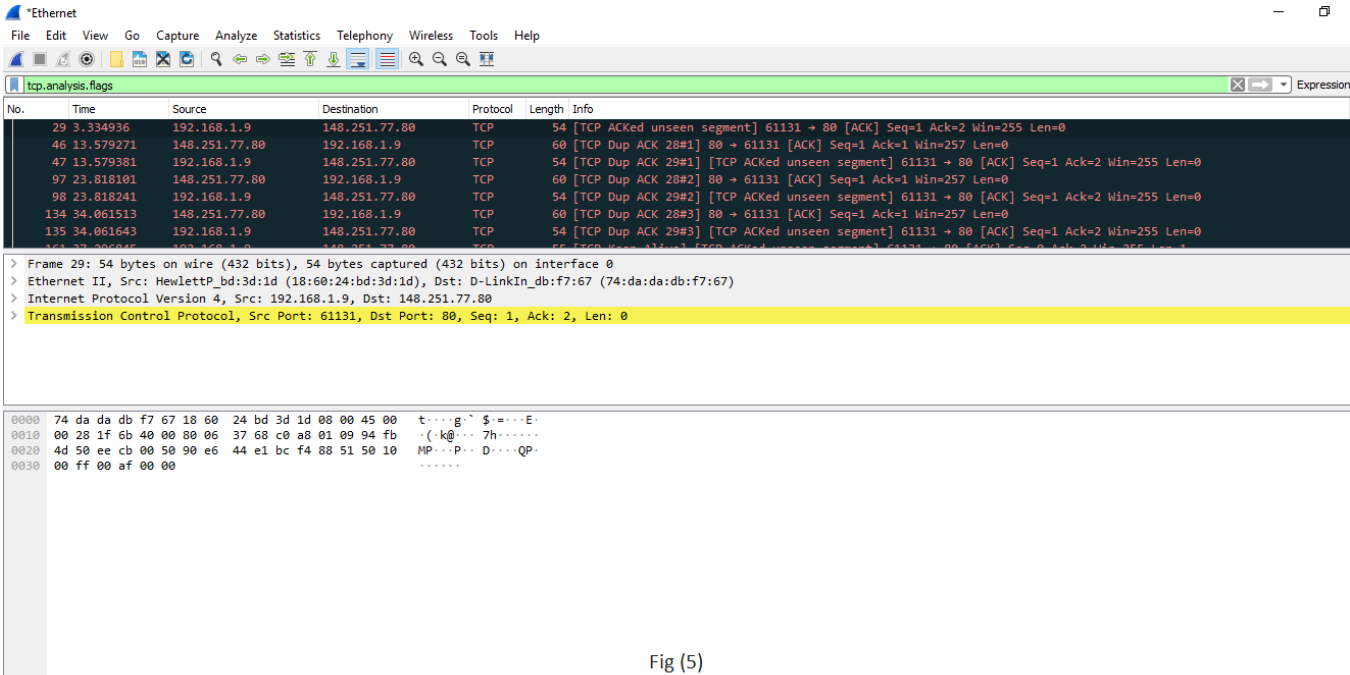 *Ethernet
File Edit View Go Capture Analyze Statistics Telephony Wireless Tools Help
tcp.analysis.flags Expression
No. Time Source Destination Protocol Length Info
29 3.334936 192.168.1.9 148.251.77.80 TCP 54 [TCP ACKed unseen segment] 61131 → 80 [ACK] Seq=1 Ack=2 Win=255 Len=0
46 13.579271 148.251.77.80 192.168.1.9 TCP 60 [TCP Dup ACK 28#1] 80 → 61131 [ACK] Seq=1 Ack=1 Win=257 Len=0
47 13.579381 192.168.1.9 148.251.77.80 TCP 54 [TCP Dup ACK 29#1] [TCP ACKed unseen segment] 61131 → 80 [ACK] Seq=1 Ack=2 Win=255 Len=0
97 23.818101 148.251.77.80 192.168.1.9 TCP 60 [TCP Dup ACK 28#2] 80 → 61131 [ACK] Seq=1 Ack=1 Win=257 Len=0
98 23.818241 192.168.1.9 148.251.77.80 TCP 54 [TCP Dup ACK 29#2] [TCP ACKed unseen segment] 61131 → 80 [ACK] Seq=1 Ack=2 Win=255 Len=0
134 34.061513 148.251.77.80 192.168.1.9 TCP 60 [TCP Dup ACK 28#3] 80 → 61131 [ACK] Seq=1 Ack=1 Win=257 Len=0
135 34.061643 192.168.1.9 148.251.77.80 TCP 54 [TCP Dup ACK 29#3] [TCP ACKed unseen segment] 61131 → 80 [ACK] Seq=1 Ack=2 Win=255 Len=0
> Frame 29: 54 bytes on wire (432 bits), 54 bytes captured (432 bits) on interface 0
> Ethernet II, Src: HewlettP_bd:3d:1d (18:60:24:bd:3d:1d), Dst: D-LinkIn_db:f7:67 (74:da:da:db:f7:67)
> Internet Protocol Version 4, Src: 192.168.1.9, Dst: 148.251.77.80
> Transmission Control Protocol, Src Port: 61131, Dst Port: 80, Seq: 1, Ack: 2, Len: 0
0000 74 da da db f7 67 18 60 24 bd 3d 1d 08 00 45 00 t····g·` $·=···E·
0010 00 28 1f 6b 40 00 80 06 37 68 c0 a8 01 09 94 fb ·(·k@··· 7h······
0020 4d 50 ee cb 00 50 90 e6 44 e1 bc f4 88 51 50 10 MP···P·· D····QP·
0030 00 ff 00 af 00 00 ······
Fig (5)